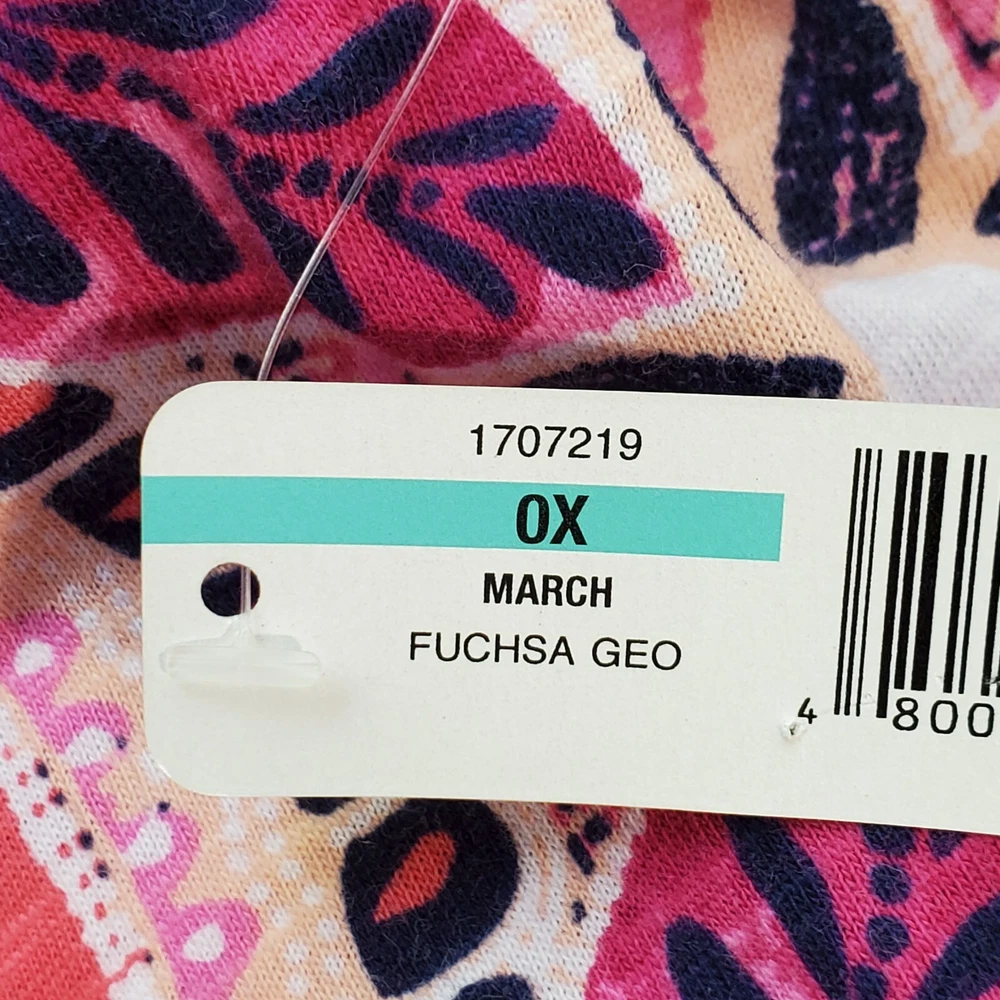 1707219
0X
MARCH
FUCHSA GEO
4 800